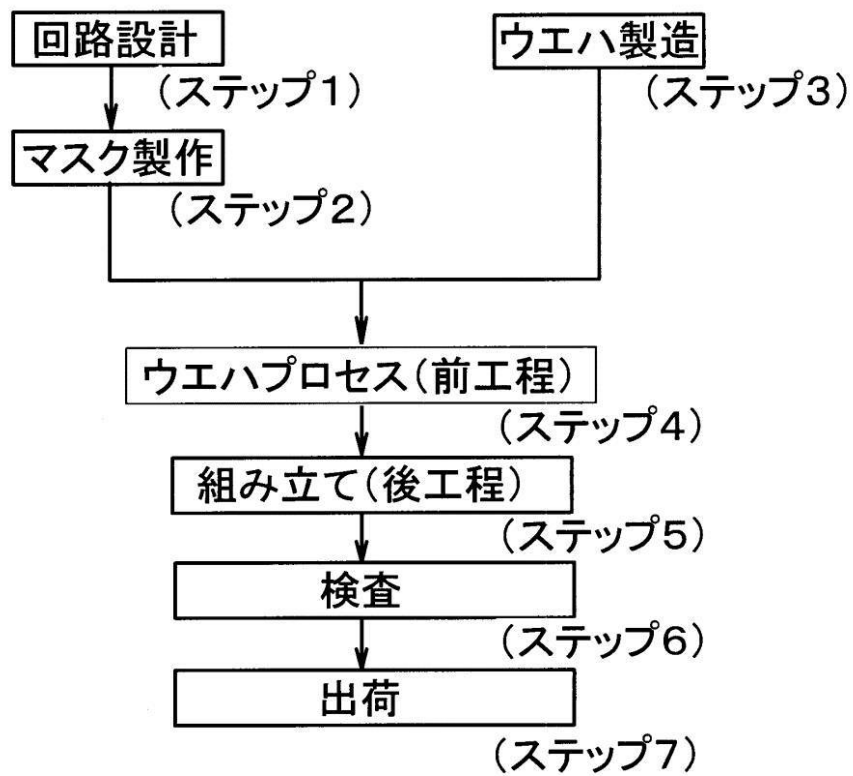 回路設計
(ステップ1)
マスク製作
(ステップ2)
ウエハ製造
(ステップ3)
ウエハプロセス(前工程)
(ステップ4)
組み立て(後工程)
(ステップ5)
検査
(ステップ6)
出荷
(ステップ7)